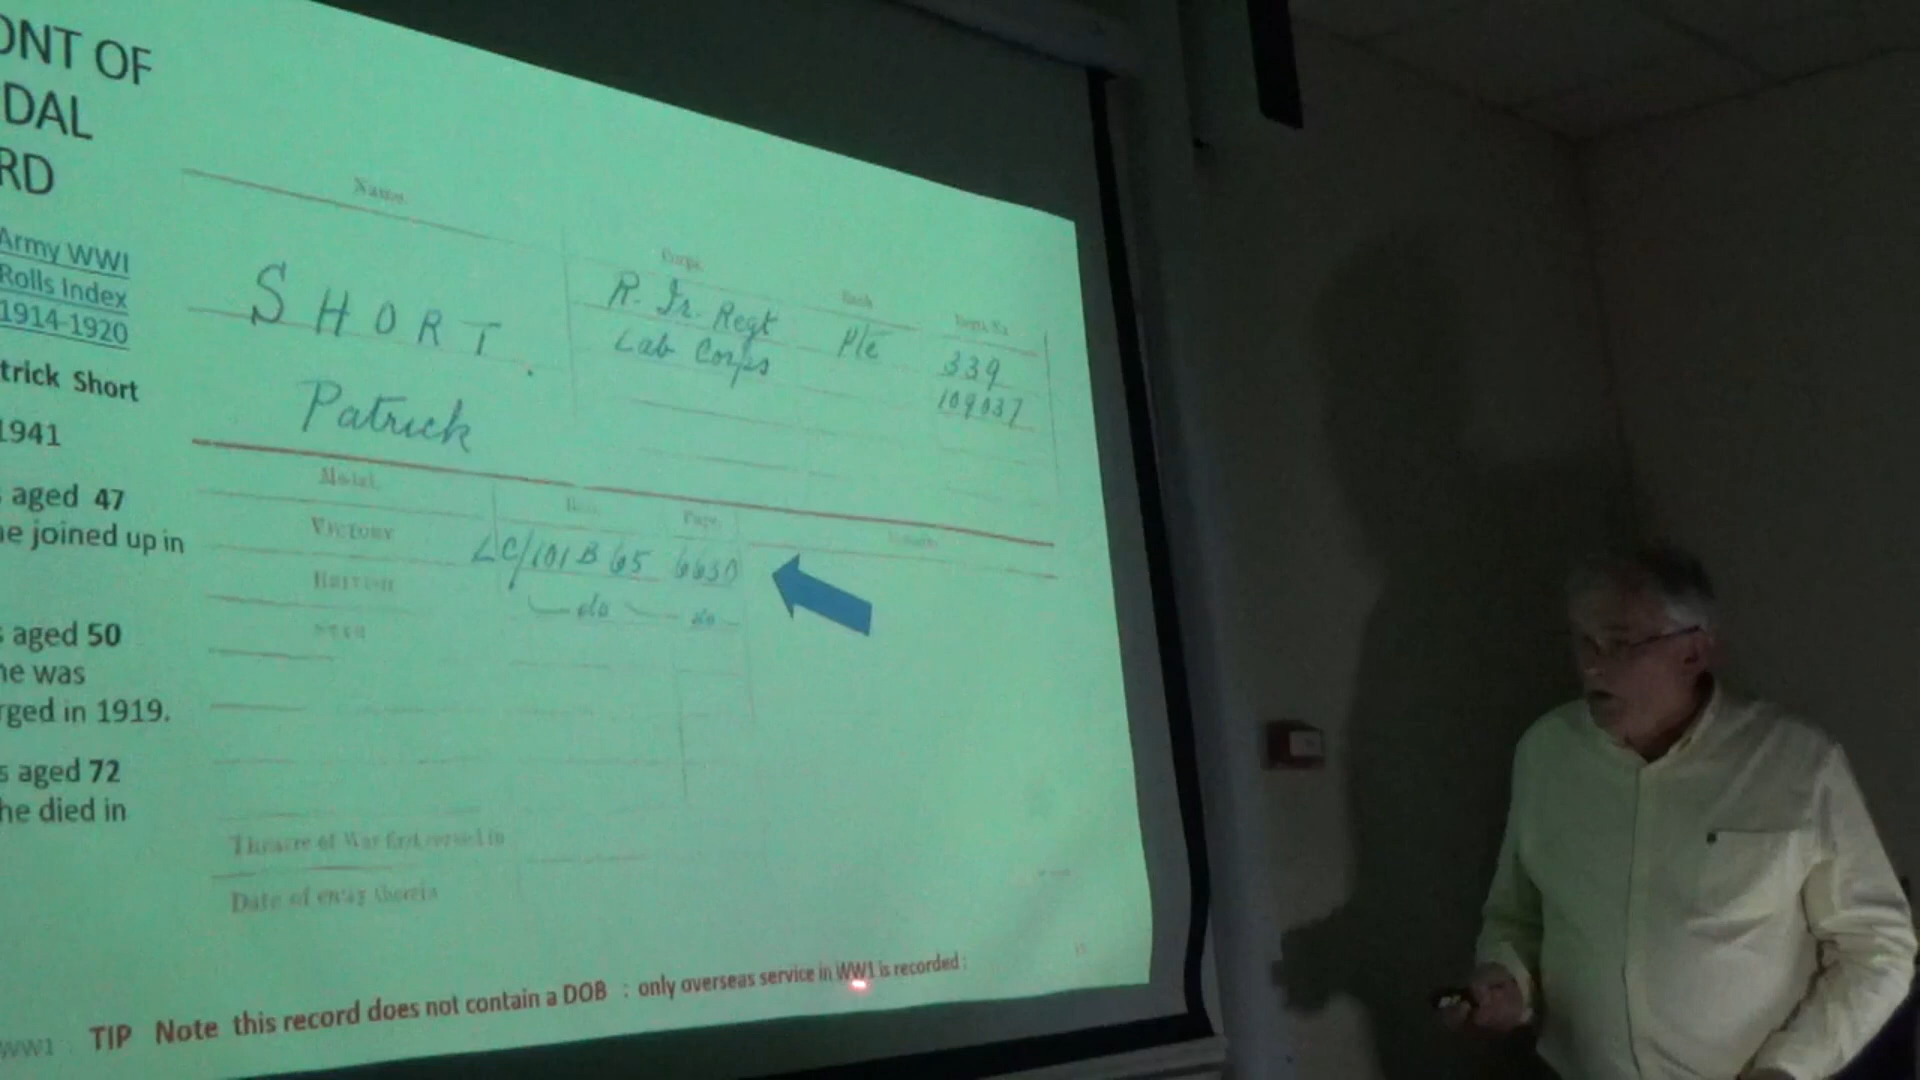 ONT OF
DAL
RD
Army WWI
Rolls Index
1914-1920
trick Short
1941
s aged 47
he joined up in
s aged 50
he was
rged in 1919.
s aged 72
he died in
Name.
Corps.
Rank
SHORT.
Patrick
R. Ir. Regt
Pte
339
Lab Corps
109037
Medal.
Page.
VICTORY
LC/101 B 65 6630
BRITISH
do do
STAR
Theatre of War first served in
Date of entry therein
WW1 : TIP Note this record does not contain a DOB : only overseas service in WW1 is recorded :